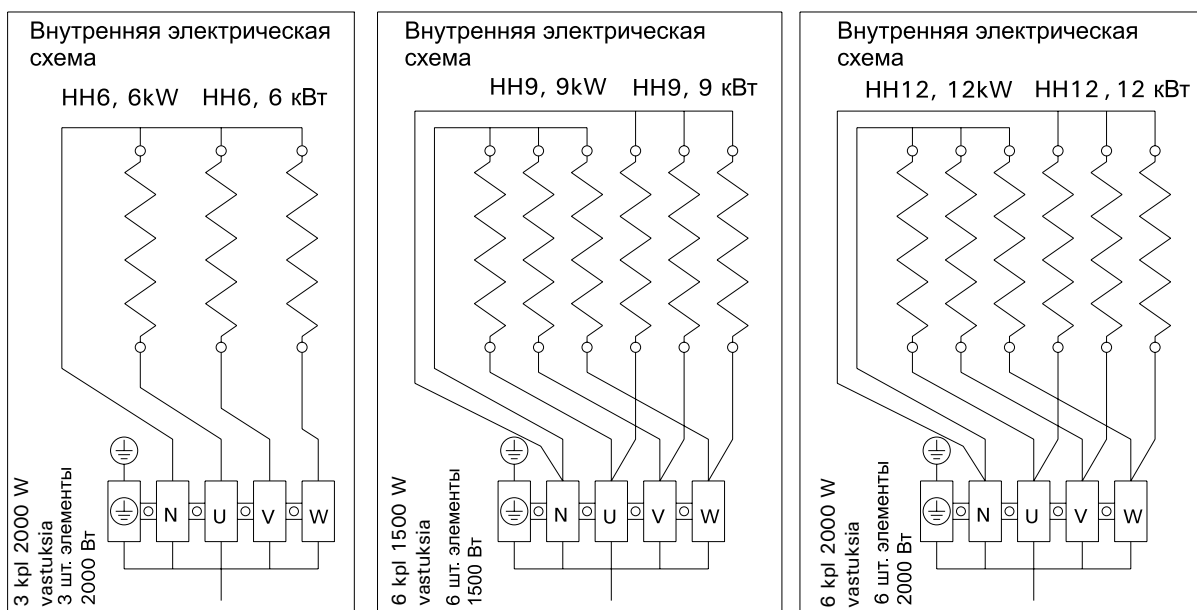 Внутренняя электрическая
схема
HH6, 6kW HH6, 6 кВт
N U V W
3 kpl 2000 W
vastuksia
3 шт. элементы
2000 Вт
Внутренняя электрическая
схема
HH9, 9kW HH9, 9 кВт
N U V W
6 kpl 1500 W
vastuksia
6 шт. элементы
1500 Вт
Внутренняя электрическая
схема
HH12, 12kW HH12 , 12 кВт
N U V W
6 kpl 2000 W
vastuksia
6 шт. элементы
2000 Вт